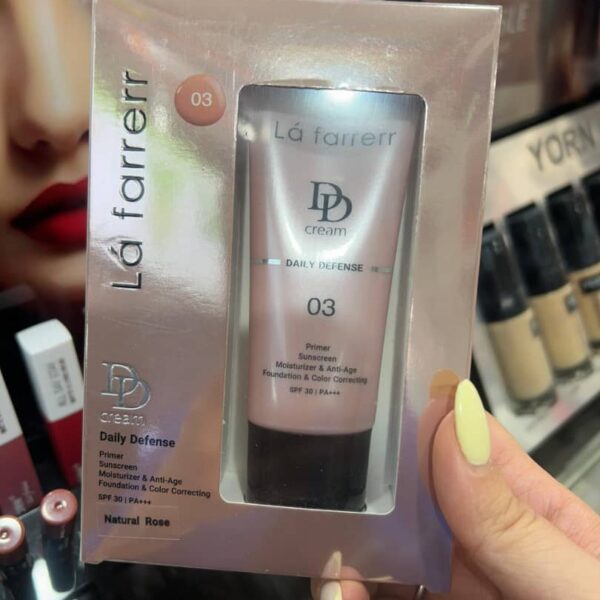 Lá farrerr
03
DD
cream
Daily Defense
Primer
Sunscreen
Moisturizer & Anti-Age
Foundation & Color Correcting
SPF 30 | PA+++
Natural Rose
Lá farrerr
DD
cream
DAILY DEFENSE
03
Primer
Sunscreen
Moisturizer & Anti-Age
Foundation & Color Correcting
SPF 30 | PA+++
YORN